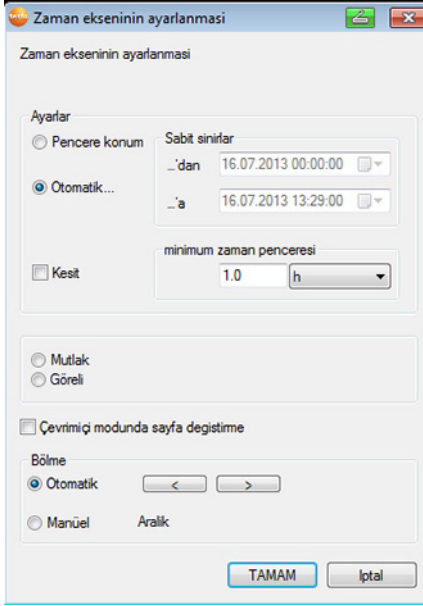 Zaman ekseninin ayarlanmasi
Zaman ekseninin ayarlanmasi
Ayarlar
Pencere konum
Sabit sinirlar
_'dan 16.07.2013 00:00:00
Otomatik...
_'a 16.07.2013 13:29:00
minimum zaman penceresi
Kesit
1.0 h
Mutlak
Göreli
Çevrimiçi modunda sayfa degistirme
Bölme
Otomatik < >
Manüel Aralik
TAMAM Iptal